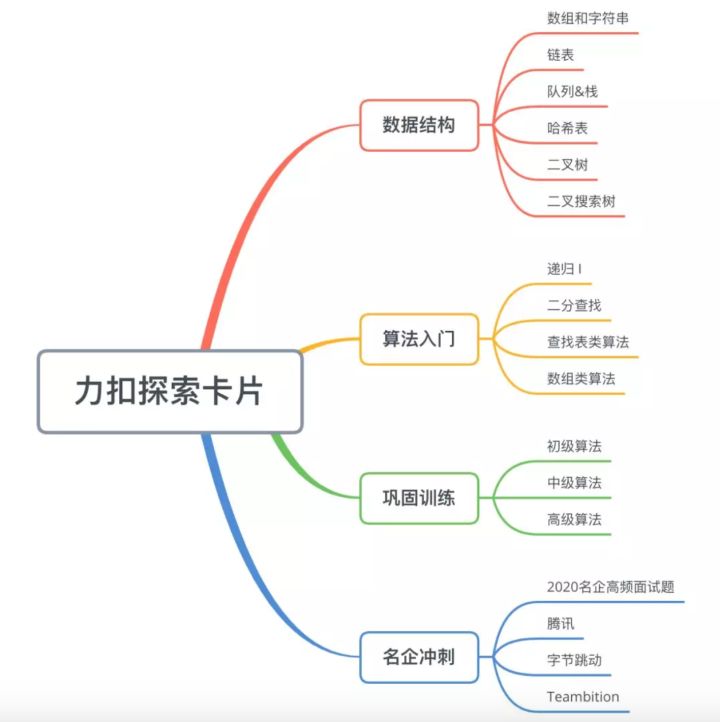 力扣探索卡片
数据结构
数组和字符串
链表
队列&栈
哈希表
二叉树
二叉搜索树
算法入门
递归 I
二分查找
查找表类算法
数组类算法
巩固训练
初级算法
中级算法
高级算法
名企冲刺
2020名企高频面试题
腾讯
字节跳动
Teambition